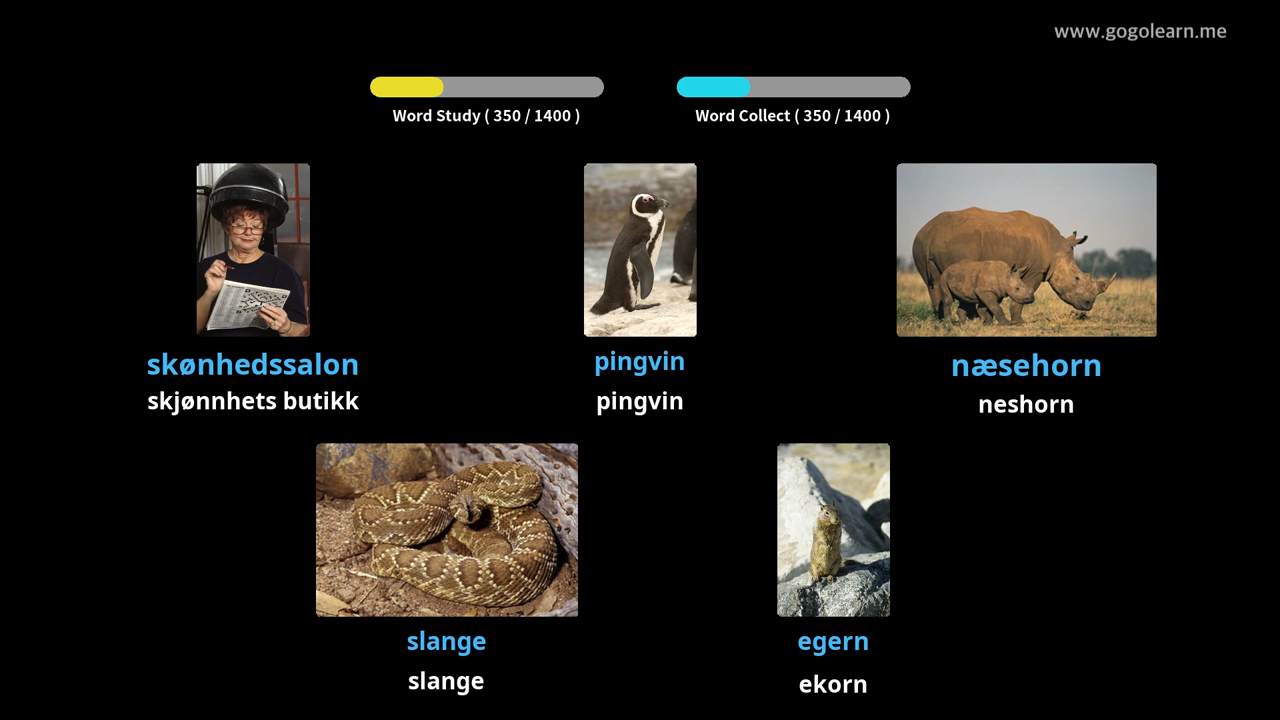 www.gogolearn.me
Word Study ( 350 / 1400 )
Word Collect ( 350 / 1400 )
skønhedssalon
skjønnhets butikk
pingvin
pingvin
næsehorn
neshorn
slange
slange
egern
ekorn